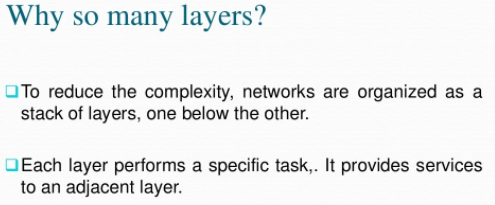 Why so many layers?
To reduce the complexity, networks are organized as a
stack of layers, one below the other.
Each layer performs a specific task,. It provides services
to an adjacent layer.